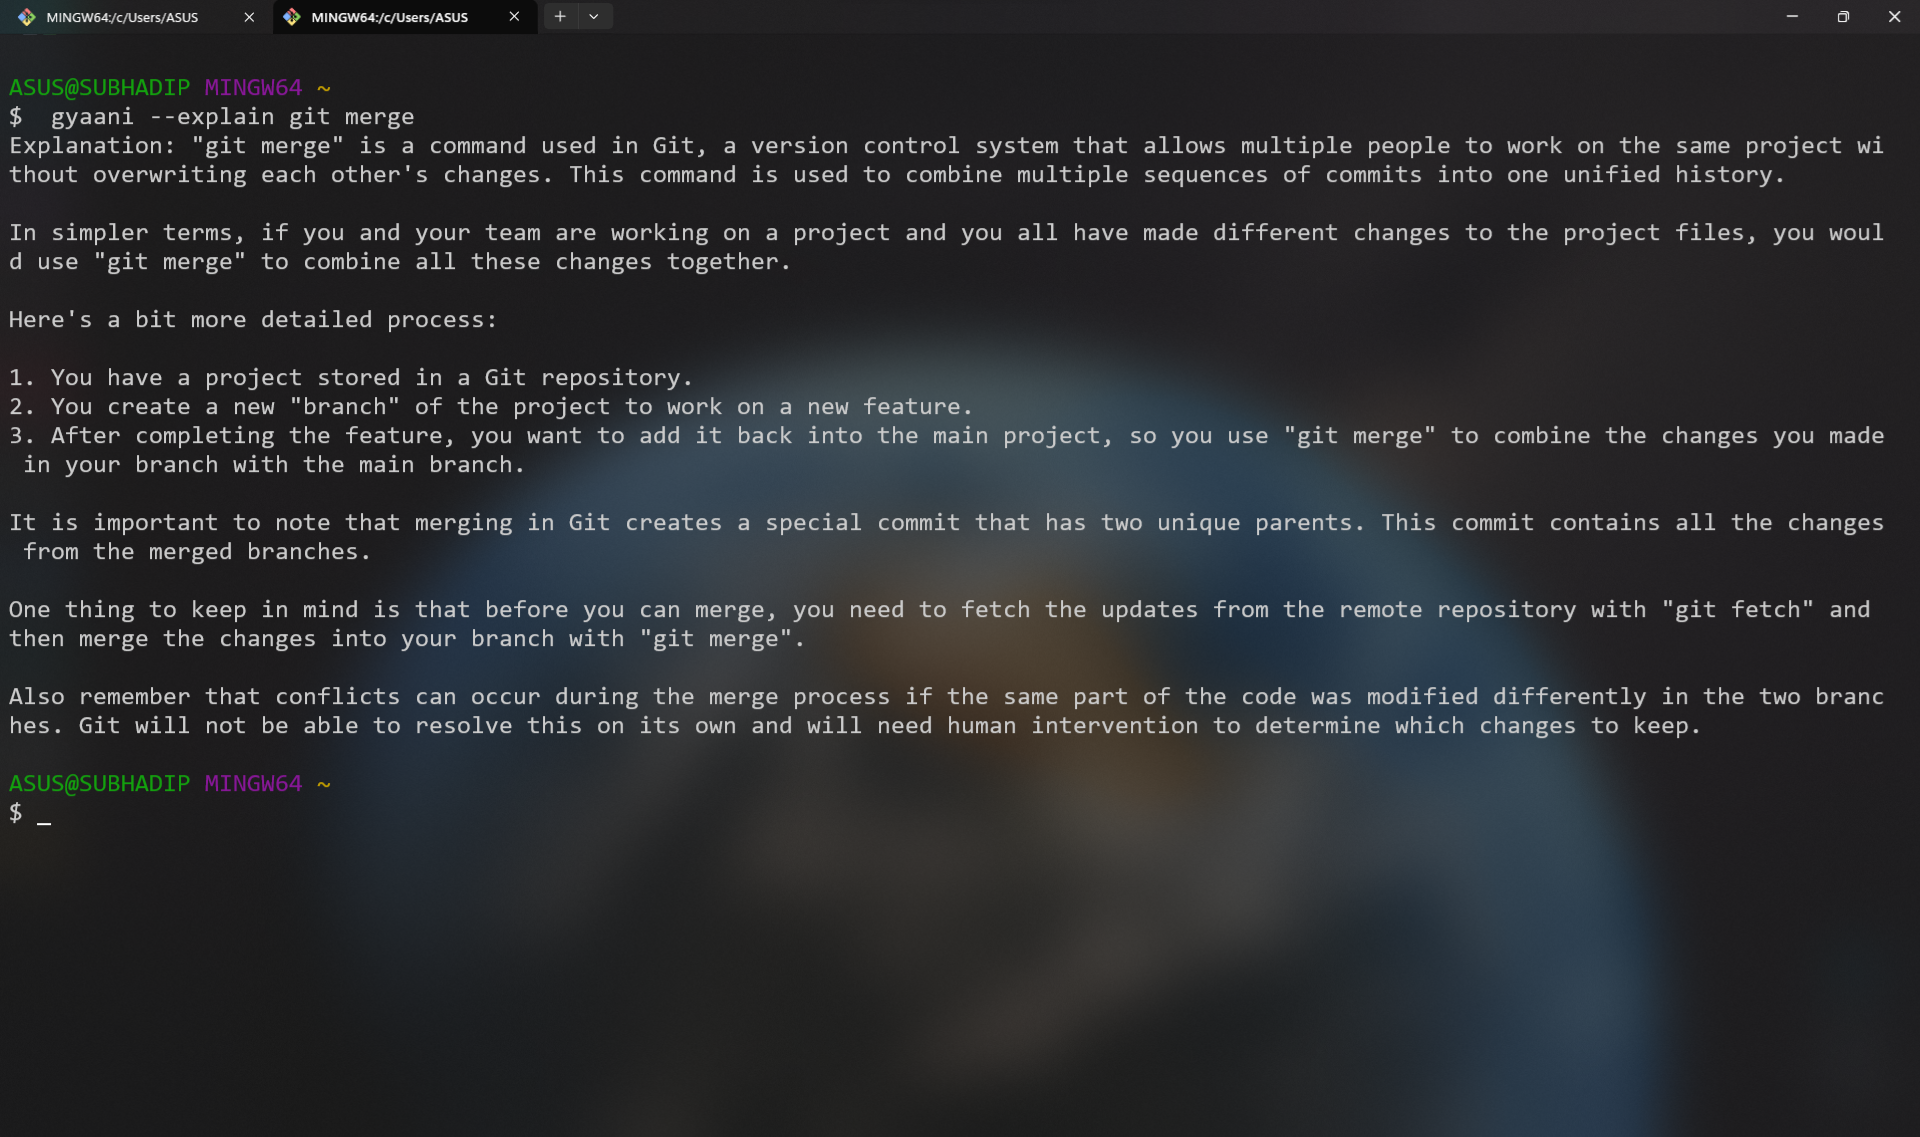 MINGW64:/c/Users/ASUS
MINGW64:/c/Users/ASUS
ASUS@SUBHADIP MINGW64 ~
$  gyaani --explain git merge
Explanation: "git merge" is a command used in Git, a version control system that allows multiple people to work on the same project wi
thout overwriting each other's changes. This command is used to combine multiple sequences of commits into one unified history.
In simpler terms, if you and your team are working on a project and you all have made different changes to the project files, you woul
d use "git merge" to combine all these changes together.
Here's a bit more detailed process:
1. You have a project stored in a Git repository.
2. You create a new "branch" of the project to work on a new feature.
3. After completing the feature, you want to add it back into the main project, so you use "git merge" to combine the changes you made
 in your branch with the main branch.
It is important to note that merging in Git creates a special commit that has two unique parents. This commit contains all the changes
 from the merged branches.
One thing to keep in mind is that before you can merge, you need to fetch the updates from the remote repository with "git fetch" and
then merge the changes into your branch with "git merge".
Also remember that conflicts can occur during the merge process if the same part of the code was modified differently in the two branc
hes. Git will not be able to resolve this on its own and will need human intervention to determine which changes to keep.
ASUS@SUBHADIP MINGW64 ~
$ _